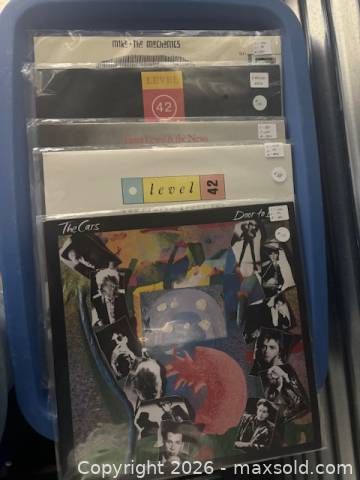 mike + the mechanics
LEVEL
42
Huey Lewis & the News
level 42
The Cars
Door to
Copyright © 2026 - maxsold.com